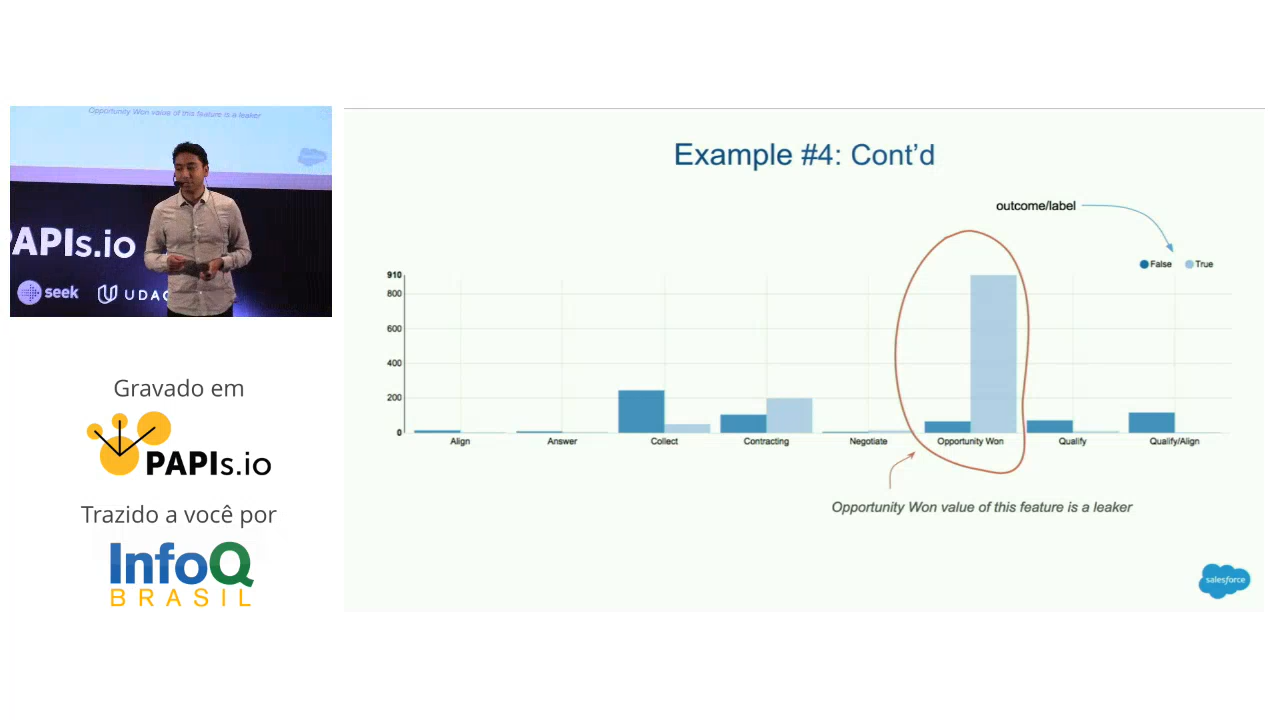 Opportunity Won value of this feature is a leaker
salesforce
PAPIs.io
seek
UDAC
Gravado em
PAPIs.io
Trazido a você por
InfoQ
BRASIL
Example #4: Cont'd
outcome/label
False True
910
800
600
400
200
0
Align Answer Collect Contracting Negotiate Opportunity Won Qualify Qualify/Align
Opportunity Won value of this feature is a leaker
salesforce